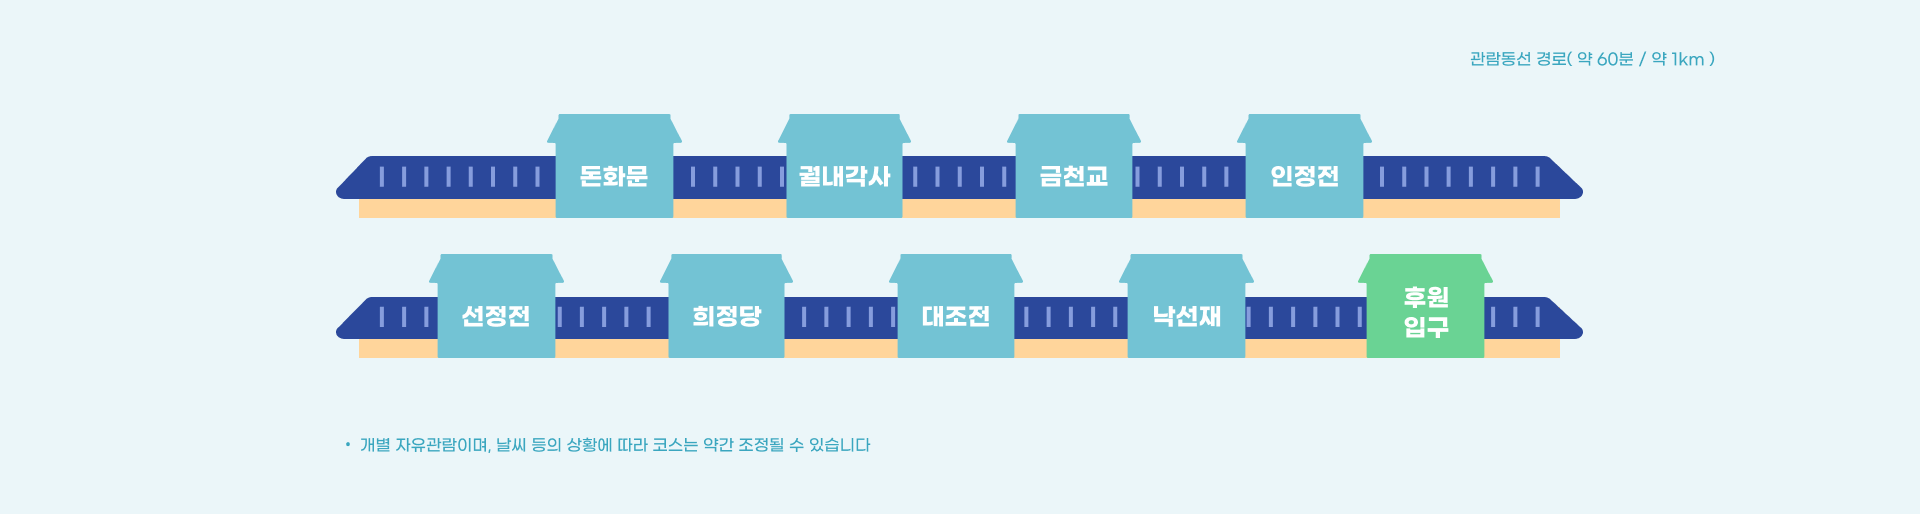 관람동선 경로( 약 60분 / 약 1km )
돈화문 궐내각사 금천교 인정전
선정전 희정당 대조전 낙선재 후원
입구
• 개별 자유관람이며, 날씨 등의 상황에 따라 코스는 약간 조정될 수 있습니다